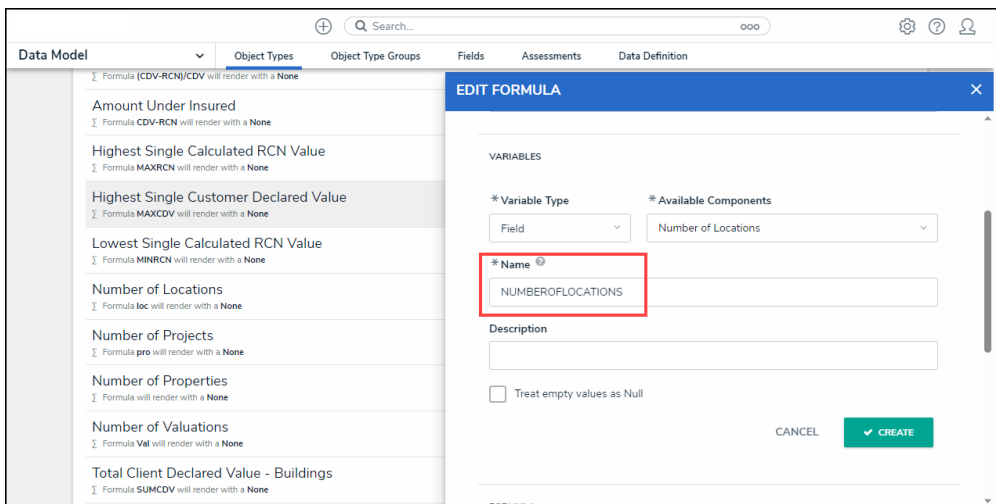 Search...
ooo
Data Model
Object Types
Object Type Groups
Fields
Assessments
Data Definition
∑ Formula (CDV-RCN)/CDV will render with a None
Amount Under Insured
∑ Formula CDV-RCN will render with a None
Highest Single Calculated RCN Value
∑ Formula MAXRCN will render with a None
Highest Single Customer Declared Value
∑ Formula MAXCDV will render with a None
Lowest Single Calculated RCN Value
∑ Formula MINRCN will render with a None
Number of Locations
∑ Formula loc will render with a None
Number of Projects
∑ Formula pro will render with a None
Number of Properties
∑ Formula will render with a None
Number of Valuations
∑ Formula Val will render with a None
Total Client Declared Value - Buildings
∑ Formula SUMCDV will render with a None
EDIT FORMULA
VARIABLES
* Variable Type
* Available Components
Field
Number of Locations
* Name
NUMBEROFLOCATIONS
Description
Treat empty values as Null
CANCEL
CREATE